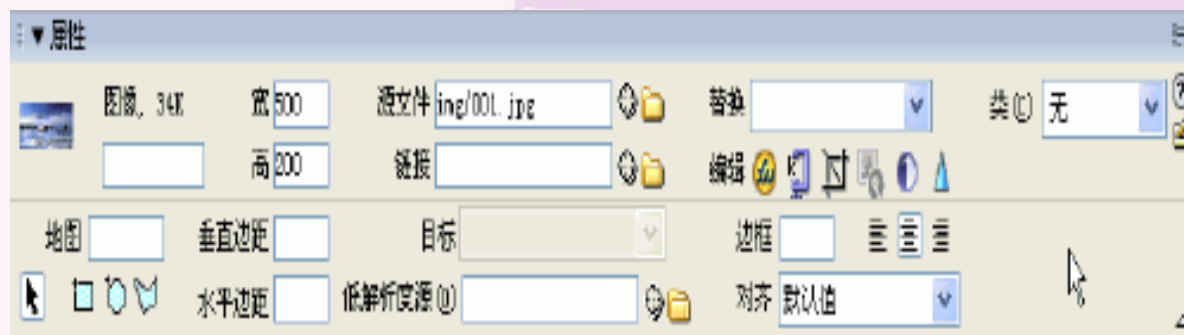 属性
图像, 34K 宽 500 源文件 img/001.jpg 替换 类(C) 无
高 200 链接 编辑
地图 垂直边距 目标 边框
水平边距 低解析度源(O) 对齐 默认值